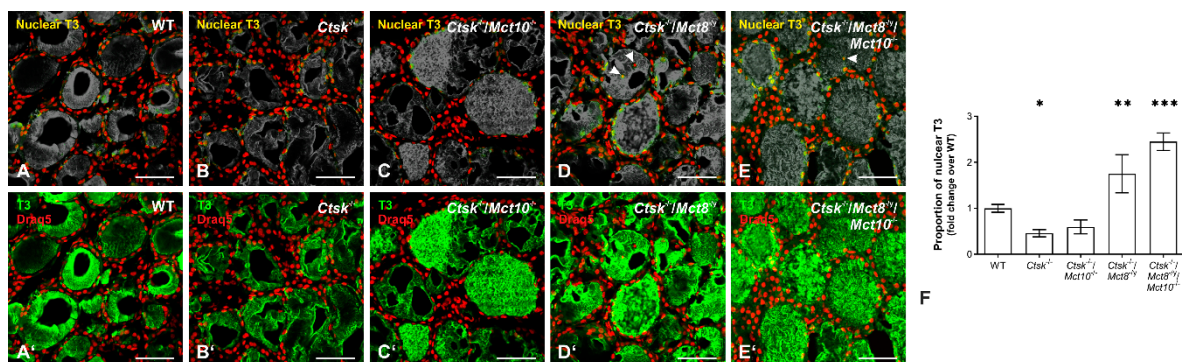 Nuclear T3 WT
A
Nuclear T3 Ctsk-/-
B
Nuclear T3 Ctsk-/-/Mct10-/-
C
Nuclear T3 Ctsk-/-/Mct8-/y
D
Nuclear T3 Ctsk-/-/Mct8-/y/
Mct10-/-
E
T3 WT
Draq5
A'
T3 Ctsk-/-
Draq5
B'
T3 Ctsk-/-/Mct10-/-
Draq5
C'
T3 Ctsk-/-/Mct8-/y
Draq5
D'
T3 Ctsk-/-/Mct8-/y/
Draq5 Mct10-/-
E'
* ** ***
Proportion of nulcear T3
(fold change over WT)
3
2
1
0
WT
Ctsk-/-
Ctsk-/-/
Mct10-/-
Ctsk-/-/
Mct8-/y
Ctsk-/-/
Mct8-/y/
Mct10-/-
F